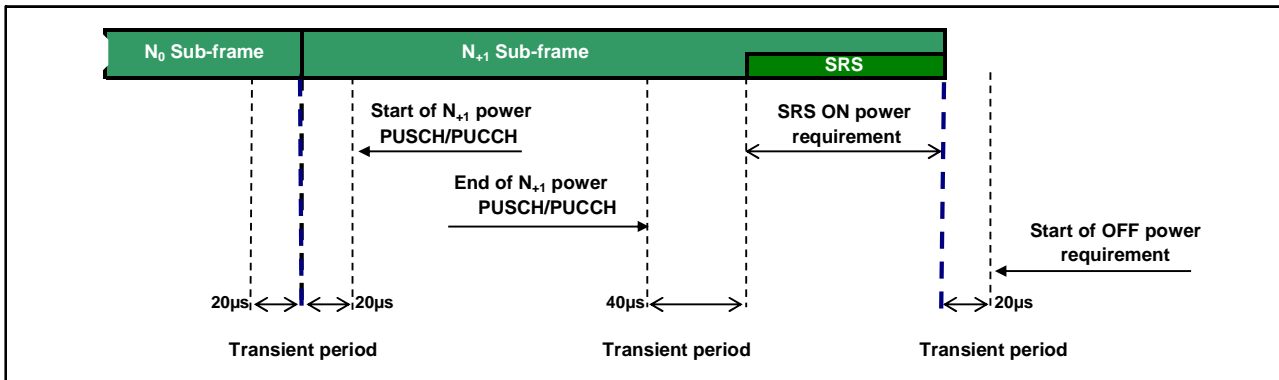 N0 Sub-frame
N+1 Sub-frame
SRS
Start of N+1 power
PUSCH/PUCCH
SRS ON power
requirement
End of N+1 power
PUSCH/PUCCH
Start of OFF power
requirement
20µs
20µs
40µs
20µs
Transient period
Transient period
Transient period